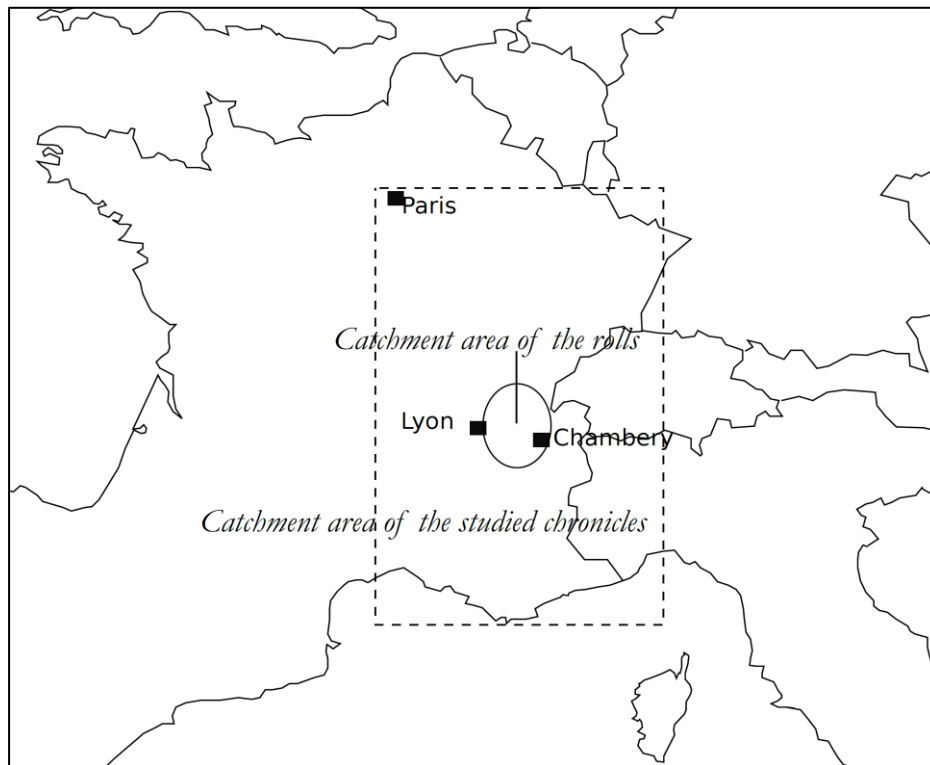 Paris
Catchment area of the rolls
Lyon
Chambery
Catchment area of the studied chronicles